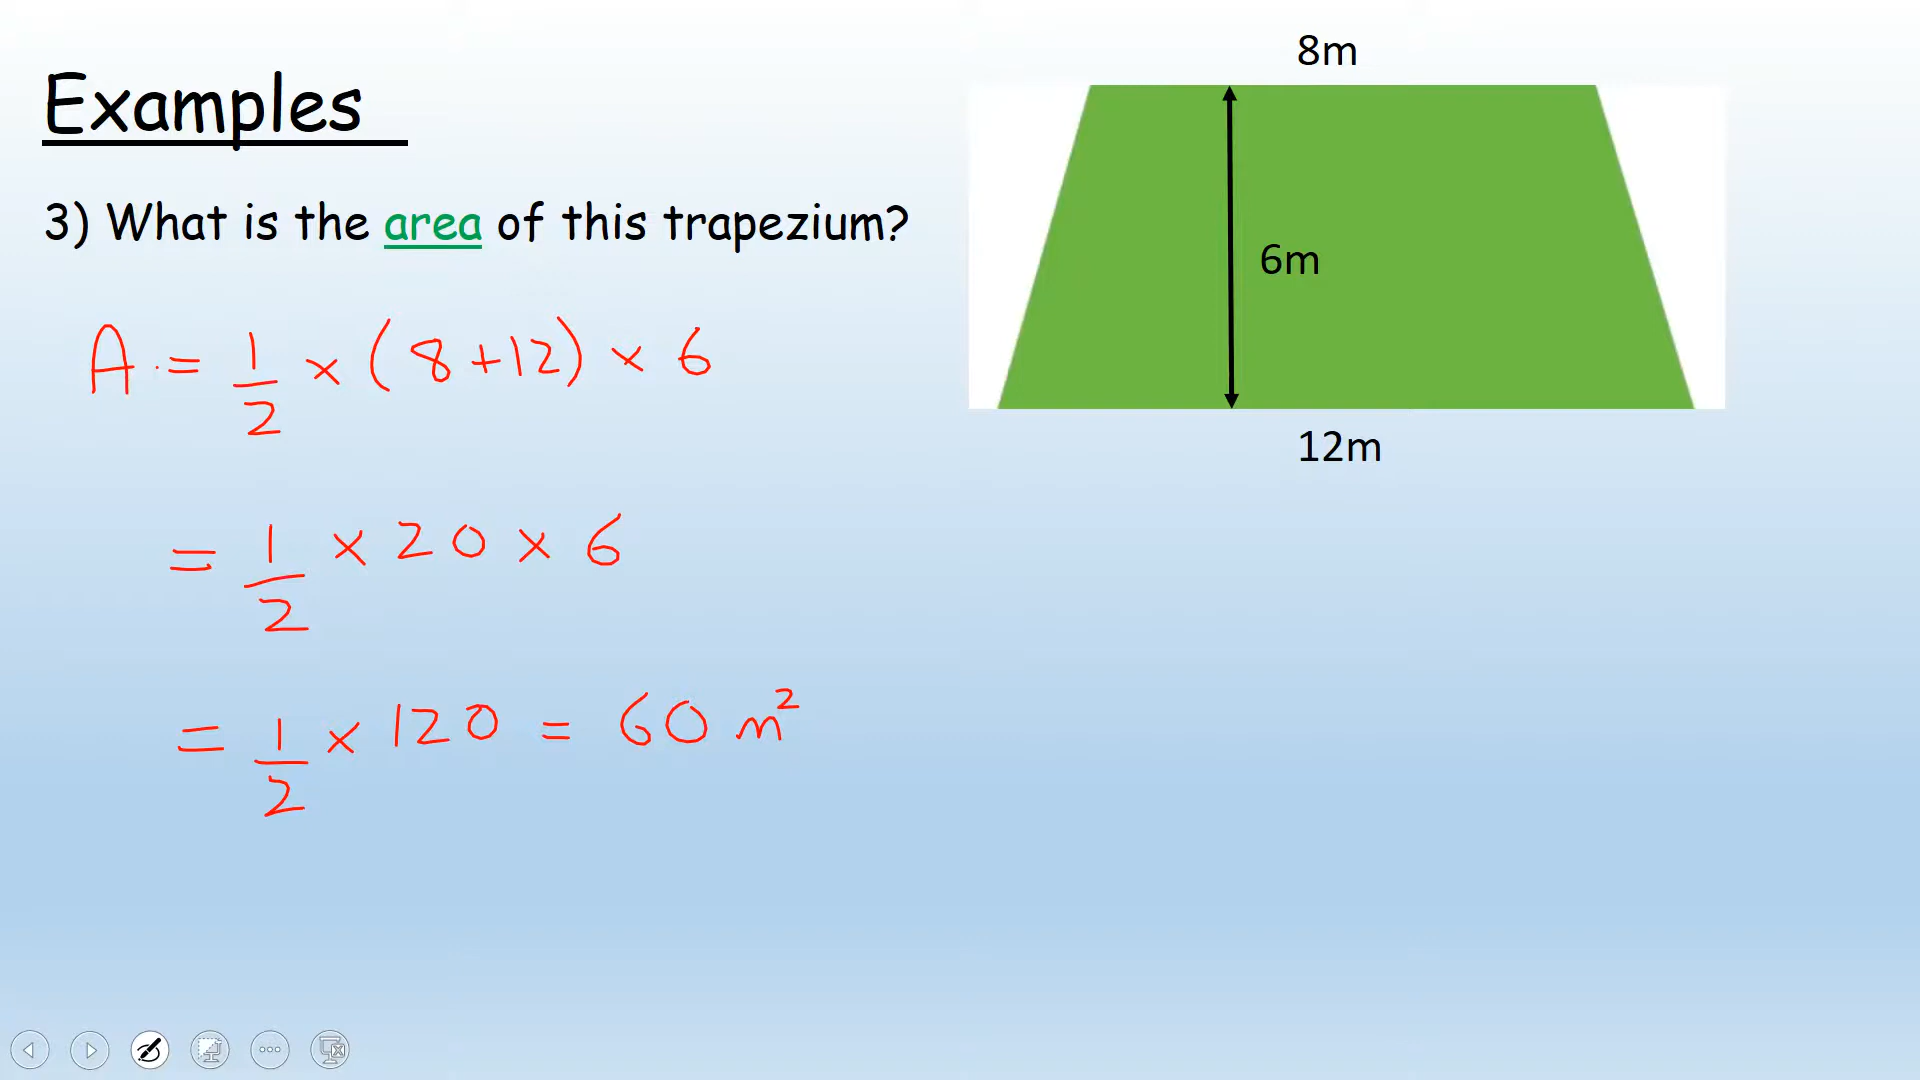 Examples
3) What is the area of this trapezium?
A = 1/2 × (8+12) × 6
= 1/2 × 20 × 6
= 1/2 × 120 = 60 m²
8m
6m
12m